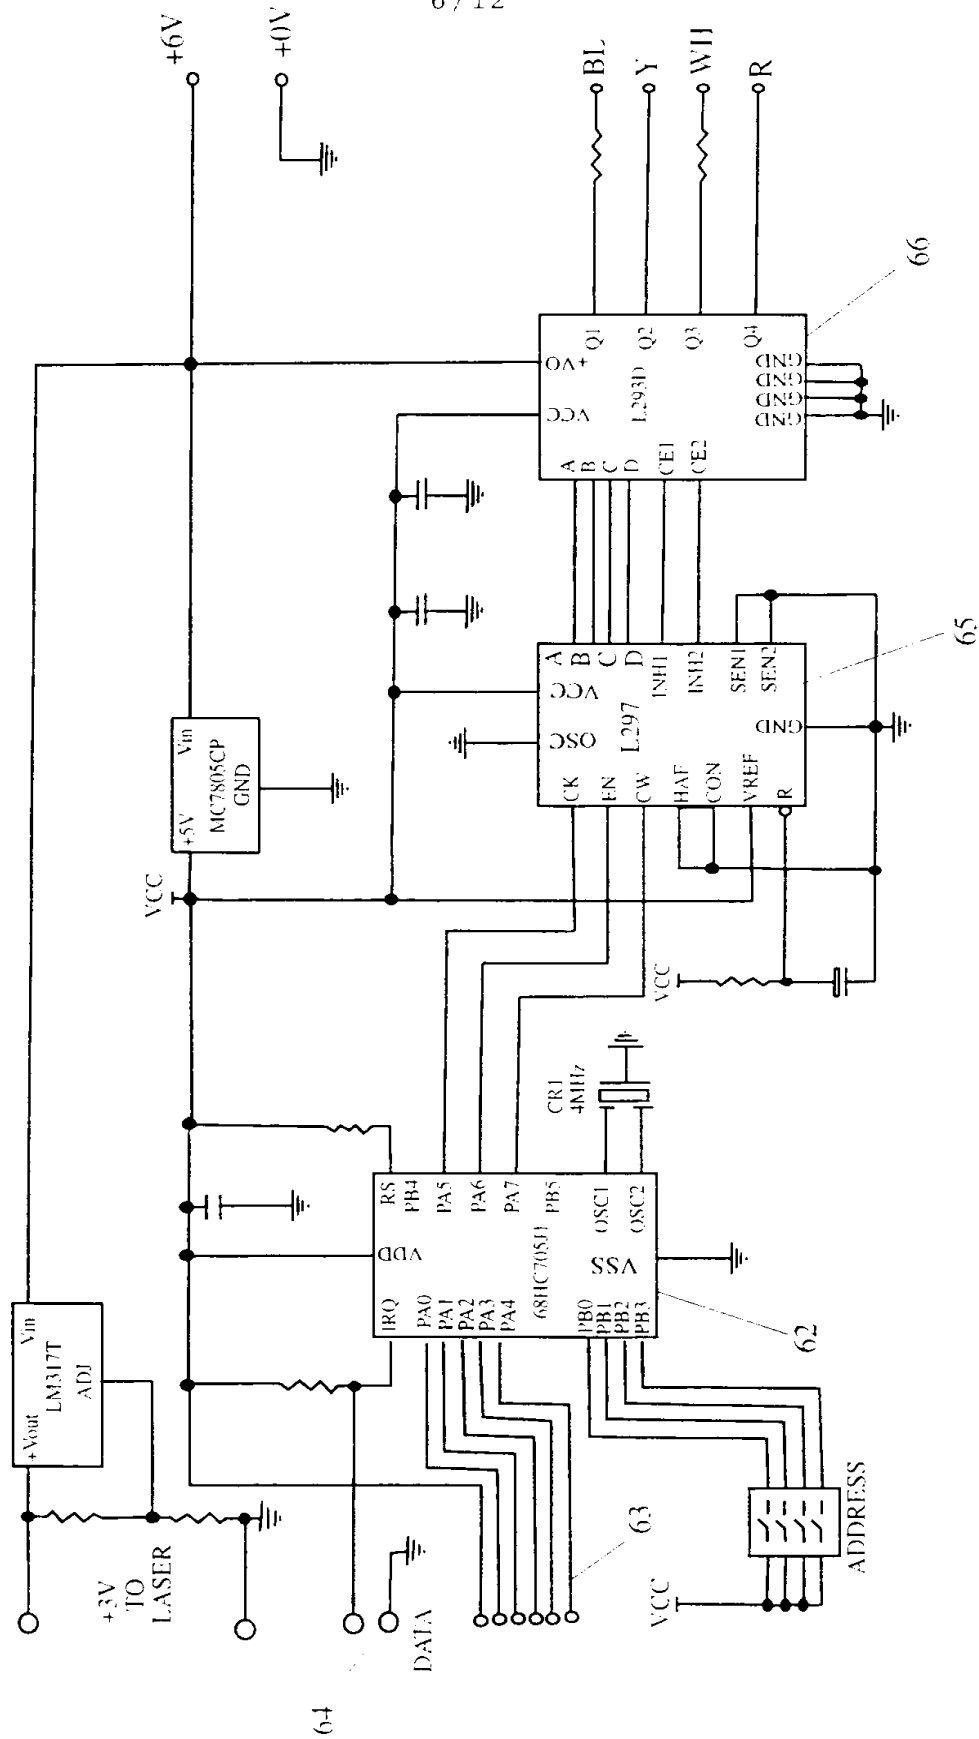 6/12
+6V
+0V
BL
Y
WH
R
66
Q1
Q2
Q3
Q4
+VO
VCC
L293D
GND
GND
GND
GND
A
B
C
D
CE1
CE2
65
A
B
C
D
INH1
INH2
SEN1
SEN2
VCC
OSC
L297
GND
CK
EN
CW
HAF
CON
VREF
R
Vin
MC7805CP
GND
+5V
VCC
VCC
CR1
4MHz
RS
PB4
PA5
PA6
PA7
PB5
OSC1
OSC2
VDD
68HC705J1
VSS
IRQ
PA0
PA1
PA2
PA3
PA4
PB0
PB1
PB2
PB3
62
Vin
LM317T
ADJ
+Vout
+3V
TO
LASER
DATA
64
63
VCC
ADDRESS